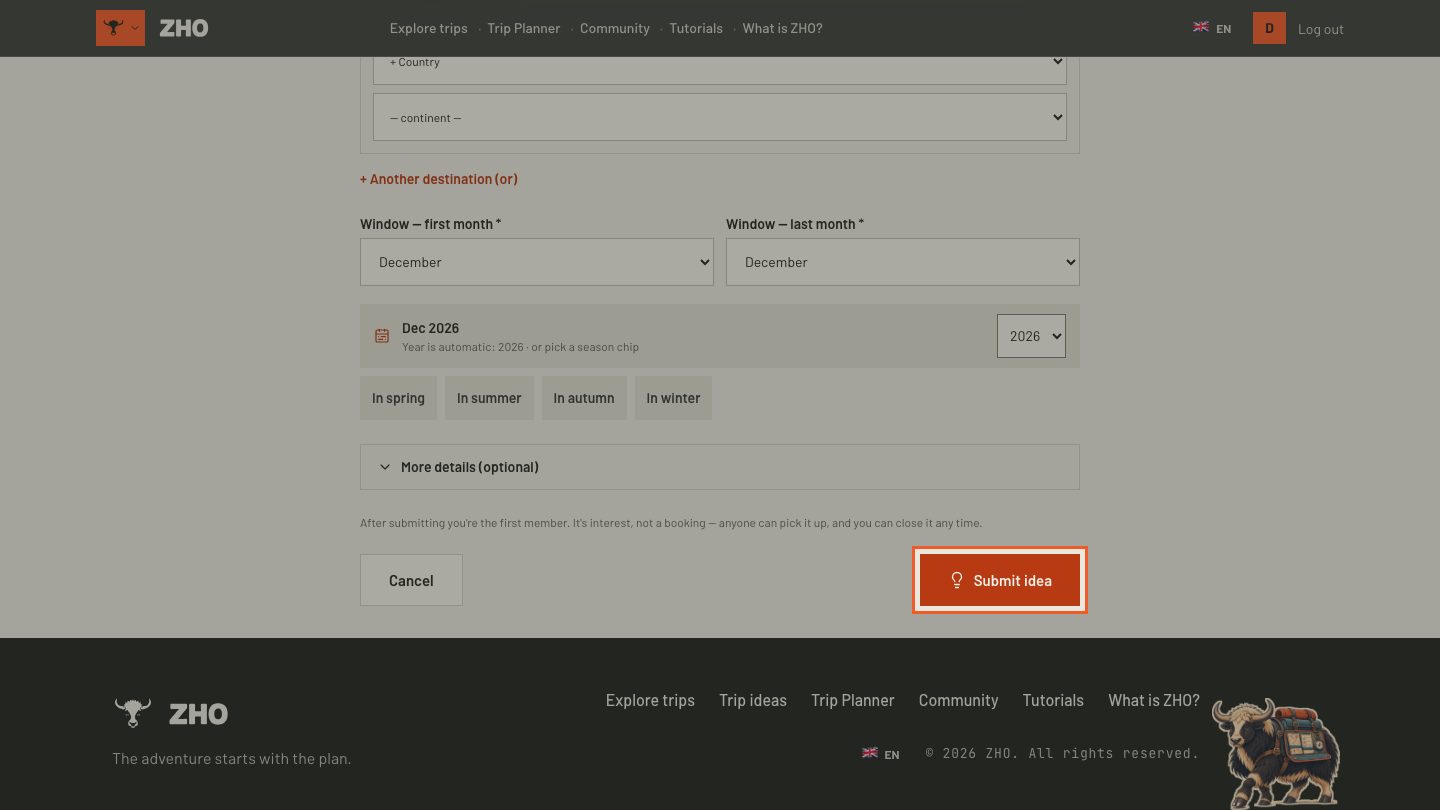 ZHO
Explore trips · Trip Planner · Community · Tutorials · What is ZHO?
EN
D
Log out
+ Country
— continent —
+ Another destination (or)
Window — first month *
Window — last month *
December
December
Dec 2026
Year is automatic: 2026 · or pick a season chip
2026
In spring
In summer
In autumn
In winter
More details (optional)
After submitting you're the first member. It's interest, not a booking — anyone can pick it up, and you can close it any time.
Cancel
Submit idea
ZHO
The adventure starts with the plan.
Explore trips Trip ideas Trip Planner Community Tutorials What is ZHO?
EN
© 2026 ZHO. All rights reserved.